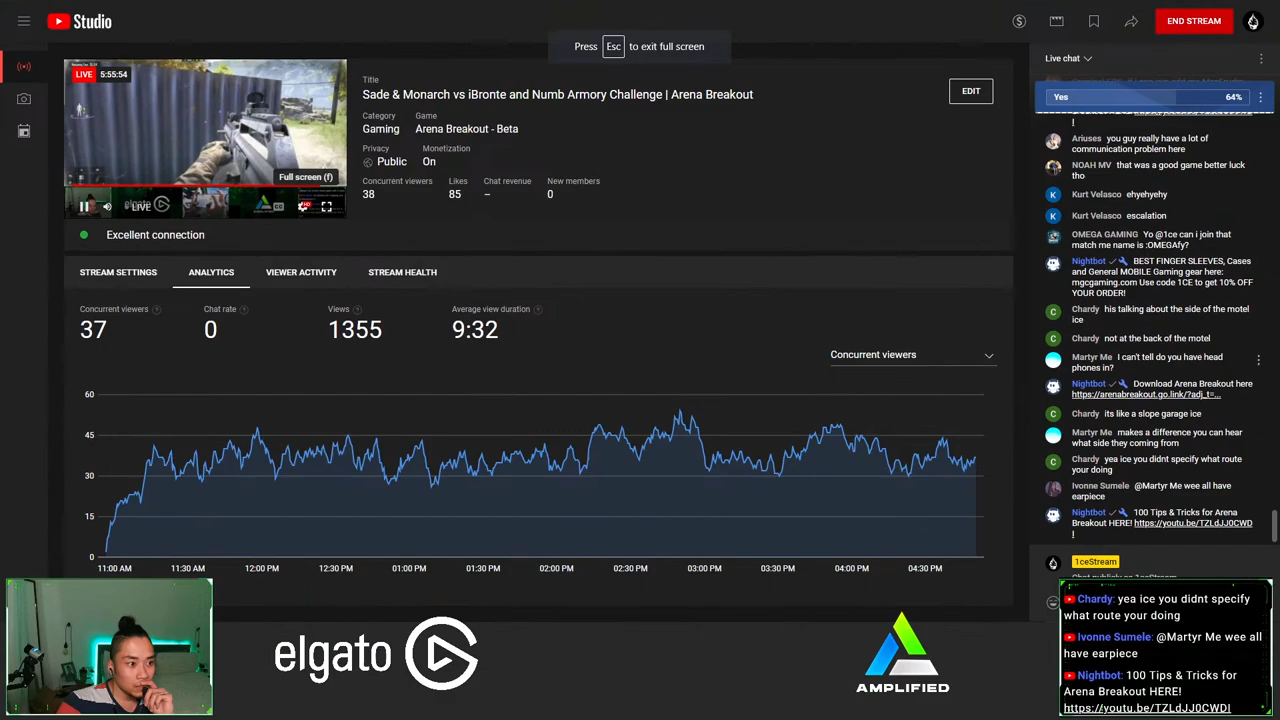 Studio
Press Esc to exit full screen
END STREAM
LIVE 5:55:54
Full screen (f)
LIVE
elgato
CC
HD
Title
Sade & Monarch vs iBronte and Numb Armory Challenge | Arena Breakout
EDIT
Category Game
Gaming Arena Breakout - Beta
Privacy Monetization
Public On
Concurrent viewers Likes Chat revenue New members
38 85 – 0
Excellent connection
STREAM SETTINGS ANALYTICS VIEWER ACTIVITY STREAM HEALTH
Concurrent viewers Chat rate Views Average view duration
37 0 1355 9:32
Concurrent viewers
60
45
30
15
0
11:00 AM 11:30 AM 12:00 PM 12:30 PM 01:00 PM 01:30 PM 02:00 PM 02:30 PM 03:00 PM 03:30 PM 04:00 PM 04:30 PM
Live chat
Yes 64%
!
Ariuses you guy really have a lot of
communication problem here
NOAH MV that was a good game better luck
tho
Kurt Velasco ehyehyehy
Kurt Velasco escalation
OMEGA GAMING Yo @1ce can i join that
match me name is :OMEGAfy?
Nightbot BEST FINGER SLEEVES, Cases
and General MOBILE Gaming gear here:
mgcgaming.com Use code 1CE to get 10% OFF
YOUR ORDER!
Chardy his talking about the side of the motel
ice
Chardy not at the back of the motel
Martyr Me I can't tell do you have head
phones in?
Nightbot Download Arena Breakout here
https://arenabreakout.go.link/?adj_t=...
Chardy its like a slope garage ice
Martyr Me makes a difference you can hear
what side they coming from
Chardy yea ice you didnt specify what route
your doing
Ivonne Sumele @Martyr Me wee all have
earpiece
Nightbot 100 Tips & Tricks for Arena
Breakout HERE! https://youtu.be/TZLdJJ0CWD
!
1ceStream
Chat publicly as 1ceStream...
Chardy: yea ice you didnt specify
what route your doing
Ivonne Sumele: @Martyr Me wee all
have earpiece
Nightbot: 100 Tips & Tricks for
Arena Breakout HERE!
https://youtu.be/TZLdJJ0CWD!
elgato
AMPLIFIED